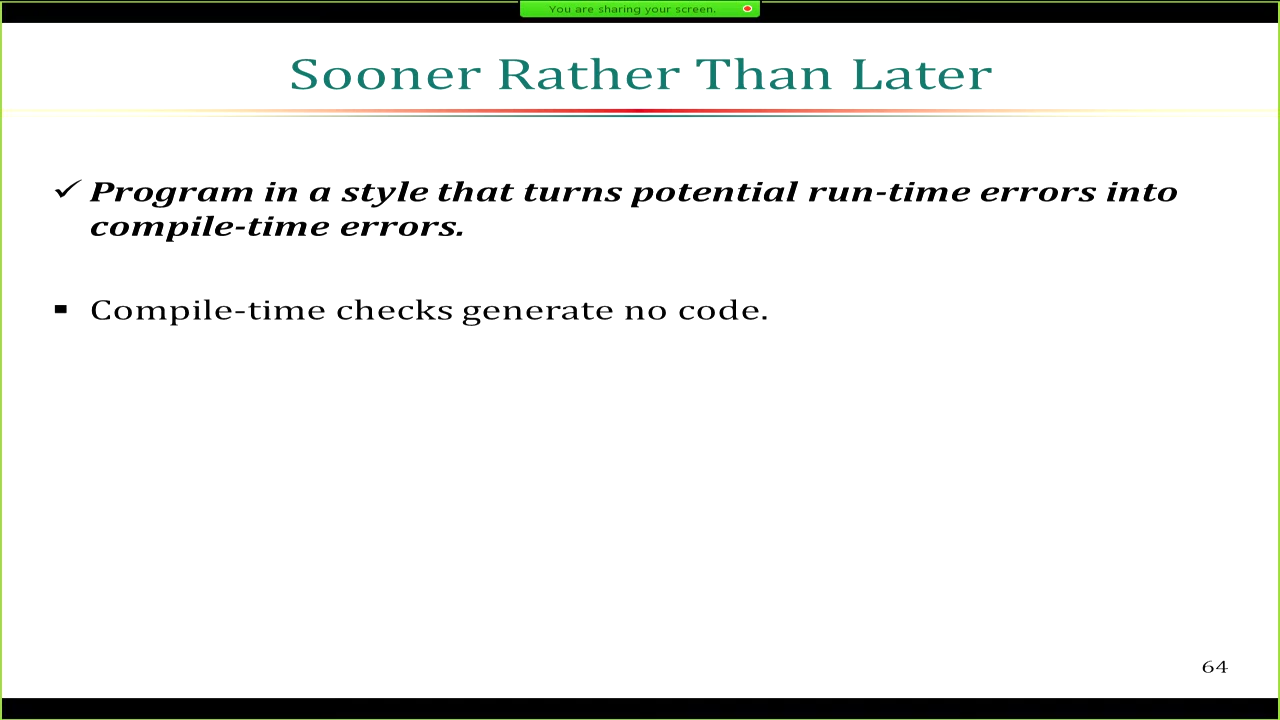 You are sharing your screen.
Sooner Rather Than Later
✓ Program in a style that turns potential run-time errors into
compile-time errors.
▪ Compile-time checks generate no code.
64